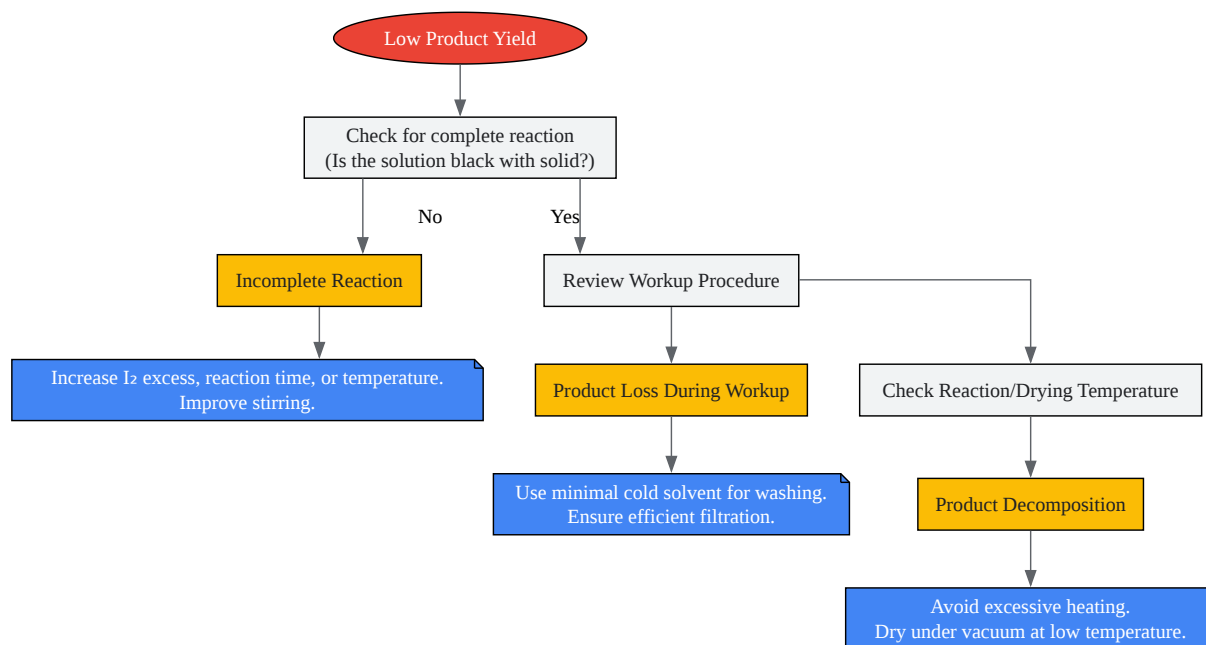 Low Product Yield
Check for complete reaction
(Is the solution black with solid?)
No
Yes
Incomplete Reaction
Review Workup Procedure
Increase I₂ excess, reaction time, or temperature.
Improve stirring.
Product Loss During Workup
Check Reaction/Drying Temperature
Use minimal cold solvent for washing.
Ensure efficient filtration.
Product Decomposition
Avoid excessive heating.
Dry under vacuum at low temperature.